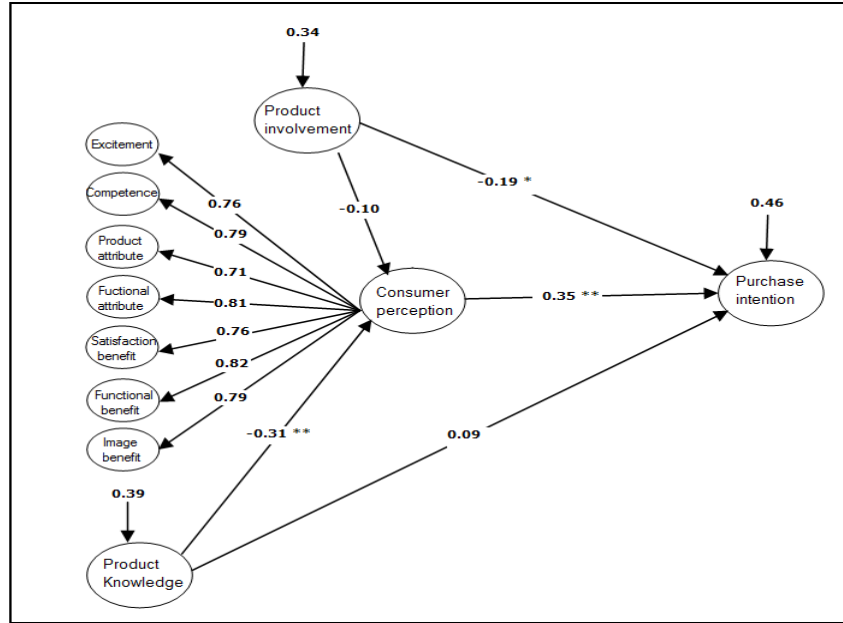 0.34
Product
involvement
Excitement
Competence
Product
attribute
Fuctional
attribute
Satisfaction
benefit
Functional
benefit
Image
benefit
0.76
0.79
0.71
0.81
0.76
0.82
0.79
-0.10
-0.19 *
0.46
Consumer
perception
0.35 **
Purchase
intention
-0.31 **
0.09
0.39
Product
Knowledge